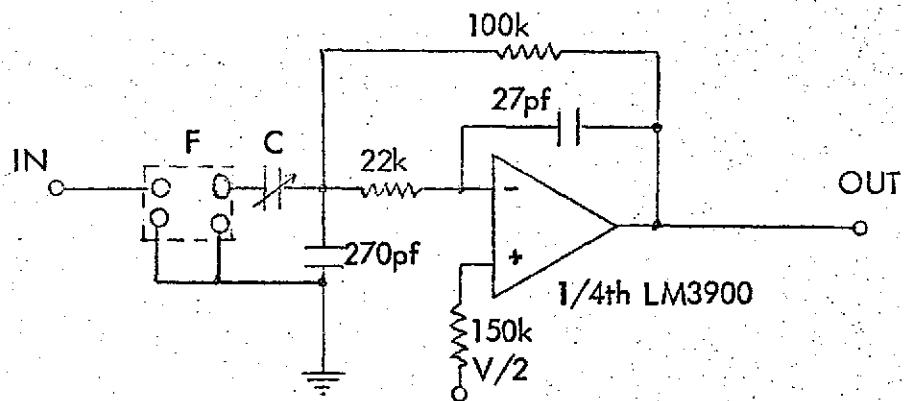 100k
27pf
IN
F
C
22k
-
OUT
270pf
+
1/4th LM3900
150k
V/2